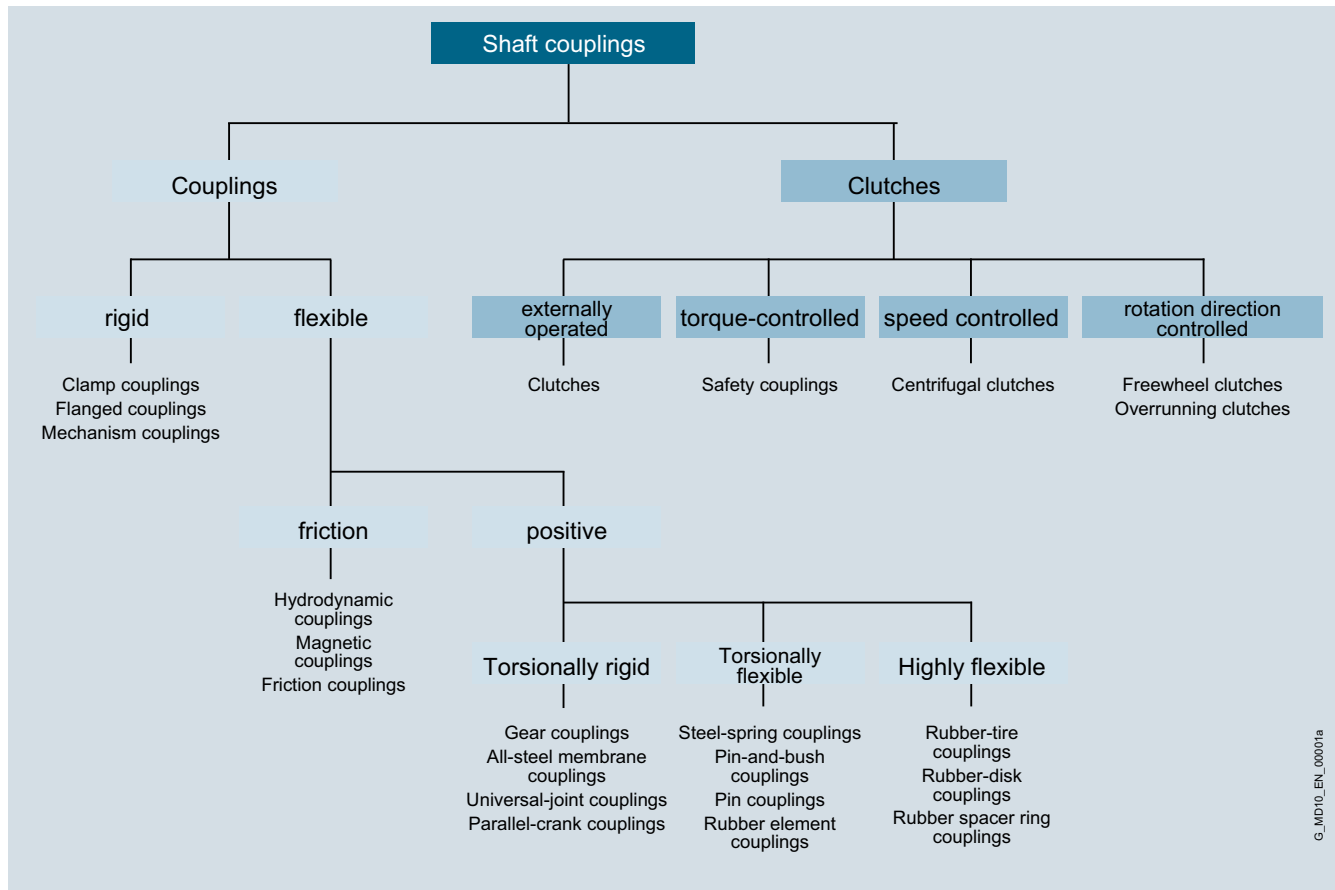 Shaft couplings
Couplings
Clutches
rigid
flexible
externally
operated
torque-controlled
speed controlled
rotation direction
controlled
Clamp couplings
Flanged couplings
Mechanism couplings
Clutches
Safety couplings
Centrifugal clutches
Freewheel clutches
Overrunning clutches
friction
positive
Hydrodynamic
couplings
Magnetic
couplings
Friction couplings
Torsionally rigid
Torsionally
flexible
Highly flexible
Gear couplings
All-steel membrane
couplings
Universal-joint couplings
Parallel-crank couplings
Steel-spring couplings
Pin-and-bush
couplings
Pin couplings
Rubber element
couplings
Rubber-tire
couplings
Rubber-disk
couplings
Rubber spacer ring
couplings
G_MD10_EN_00001a